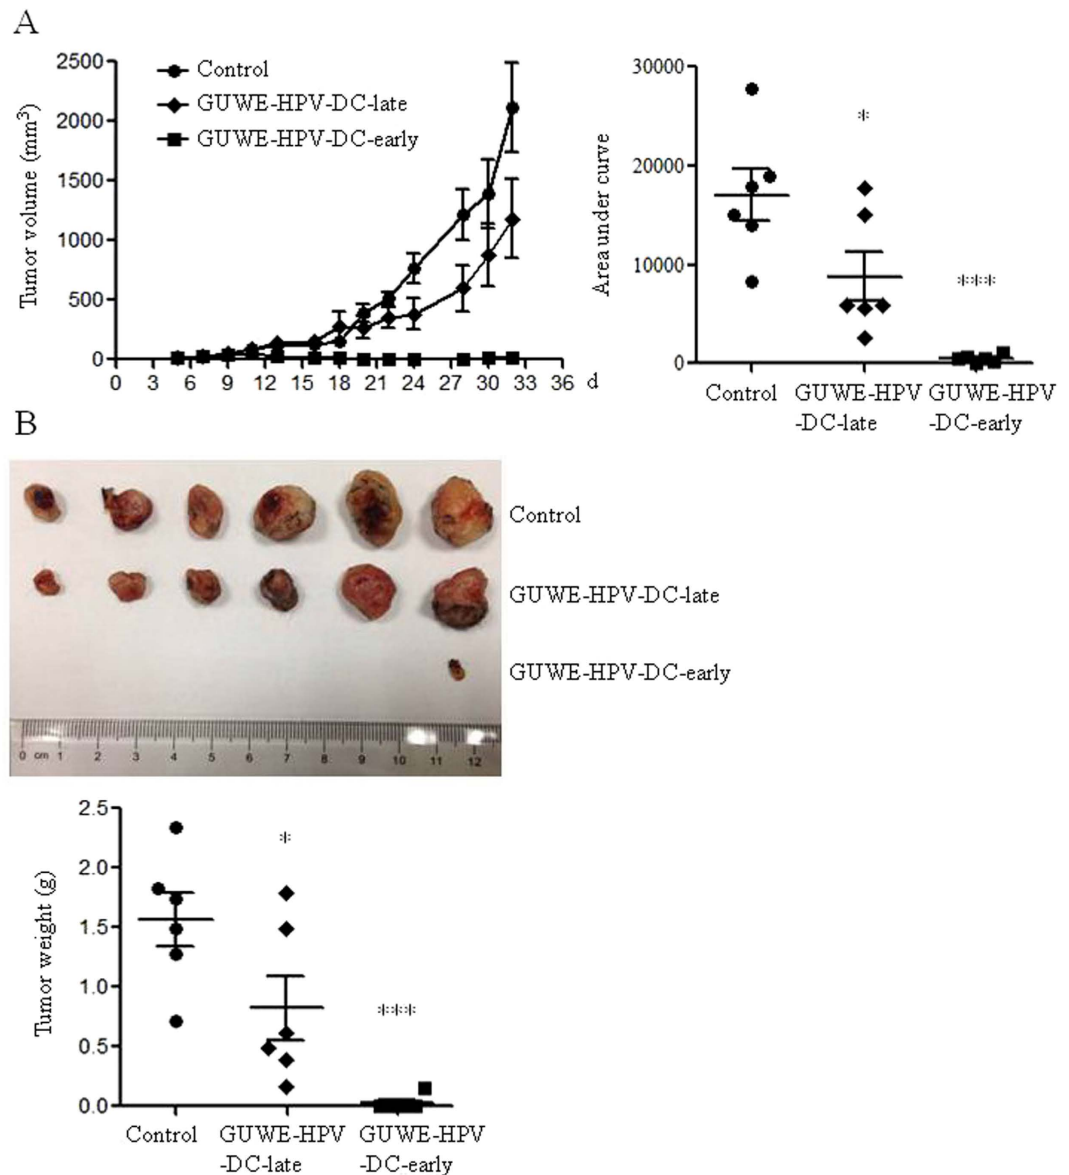 A
2500
2000
1500
1000
500
0
Tumor volume (mm³)
Control
GUWE-HPV-DC-late
GUWE-HPV-DC-early
0 3 6 9 12 15 18 21 24 27 30 33 36 d
30000
20000
10000
0
Area under curve
*
***
Control
GUWE-HPV
-DC-late
GUWE-HPV
-DC-early
B
Control
GUWE-HPV-DC-late
GUWE-HPV-DC-early
0 cm 1 2 3 4 5 6 7 8 9 10 11 12
2.5
2.0
1.5
1.0
0.5
0.0
Tumor weight (g)
*
***
Control
GUWE-HPV
-DC-late
GUWE-HPV
-DC-early